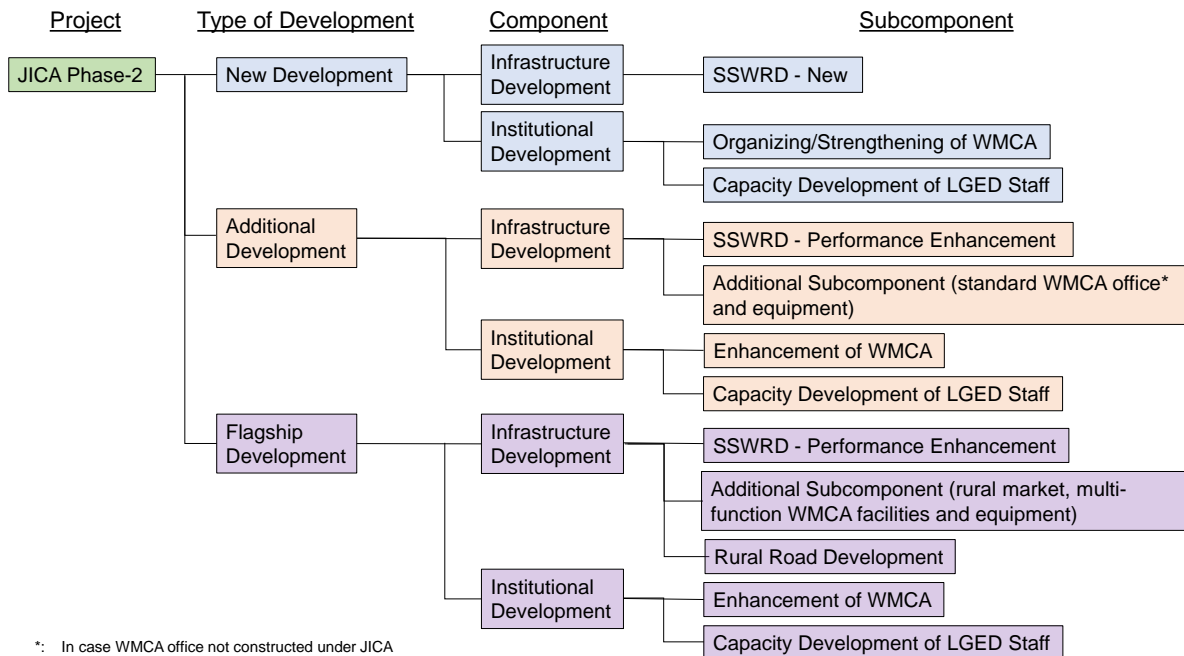 Project
Type of Development
Component
Subcomponent
JICA Phase-2
New Development
Infrastructure
Development
SSWRD - New
Institutional
Development
Organizing/Strengthening of WMCA
Capacity Development of LGED Staff
Additional
Development
Infrastructure
Development
SSWRD - Performance Enhancement
Additional Subcomponent (standard WMCA office*
and equipment)
Institutional
Development
Enhancement of WMCA
Capacity Development of LGED Staff
Flagship
Development
Infrastructure
Development
SSWRD - Performance Enhancement
Additional Subcomponent (rural market, multi-
function WMCA facilities and equipment)
Rural Road Development
Institutional
Development
Enhancement of WMCA
Capacity Development of LGED Staff
*: In case WMCA office not constructed under JICA